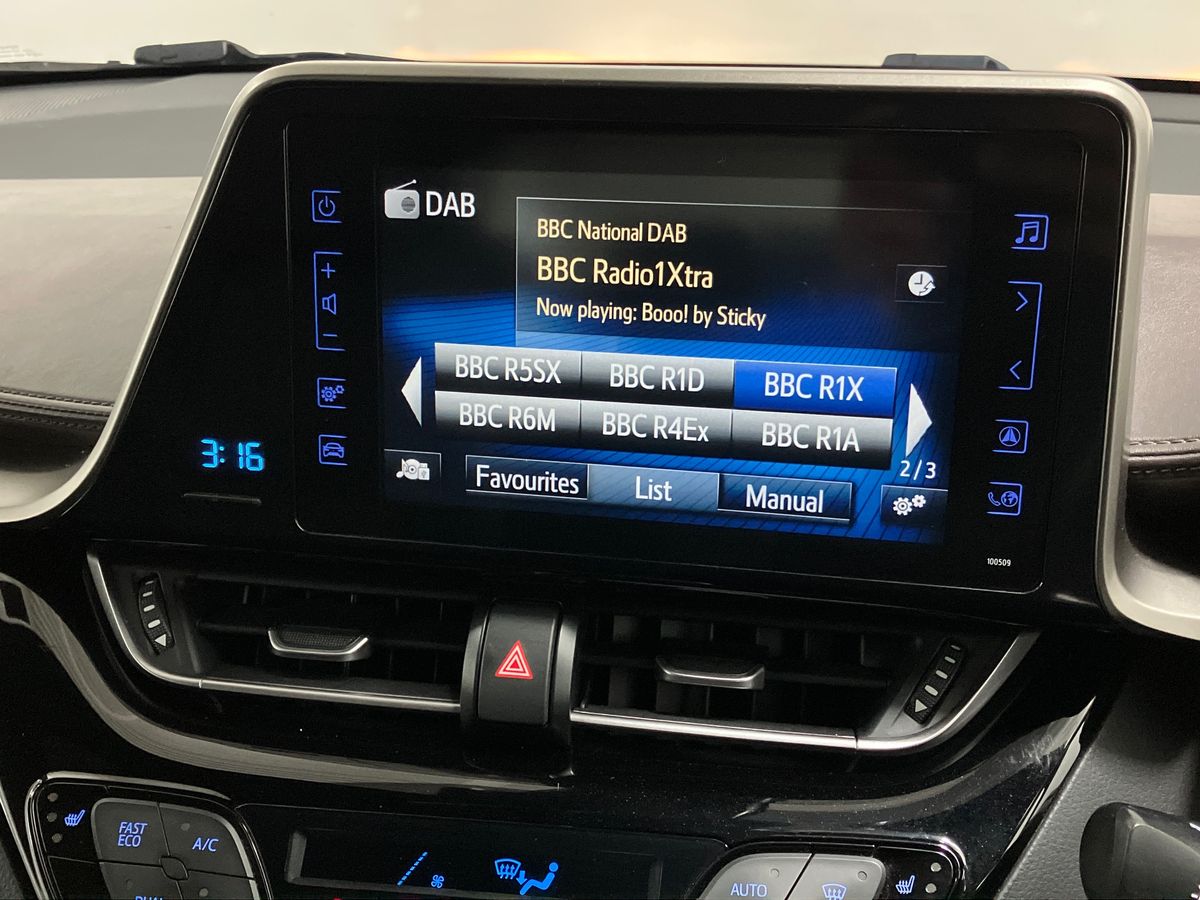 DAB
BBC National DAB
BBC Radio1Xtra
Now playing: Booo! by Sticky
BBC R5SX BBC R1D BBC R1X
BBC R6M BBC R4Ex BBC R1A
2/3
Favourites List Manual
3:16
100509
FAST
ECO
A/C
DUAL
AUTO